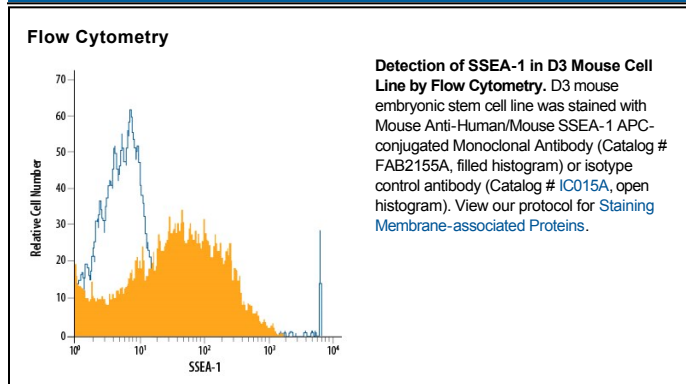 Flow Cytometry
70
60
50
40
30
20
10
0
Relative Cell Number
10⁰
10¹
10²
10³
10⁴
SSEA-1
Detection of SSEA-1 in D3 Mouse Cell
Line by Flow Cytometry. D3 mouse
embryonic stem cell line was stained with
Mouse Anti-Human/Mouse SSEA-1 APC-
conjugated Monoclonal Antibody (Catalog #
FAB2155A, filled histogram) or isotype
control antibody (Catalog # IC015A, open
histogram). View our protocol for Staining
Membrane-associated Proteins.